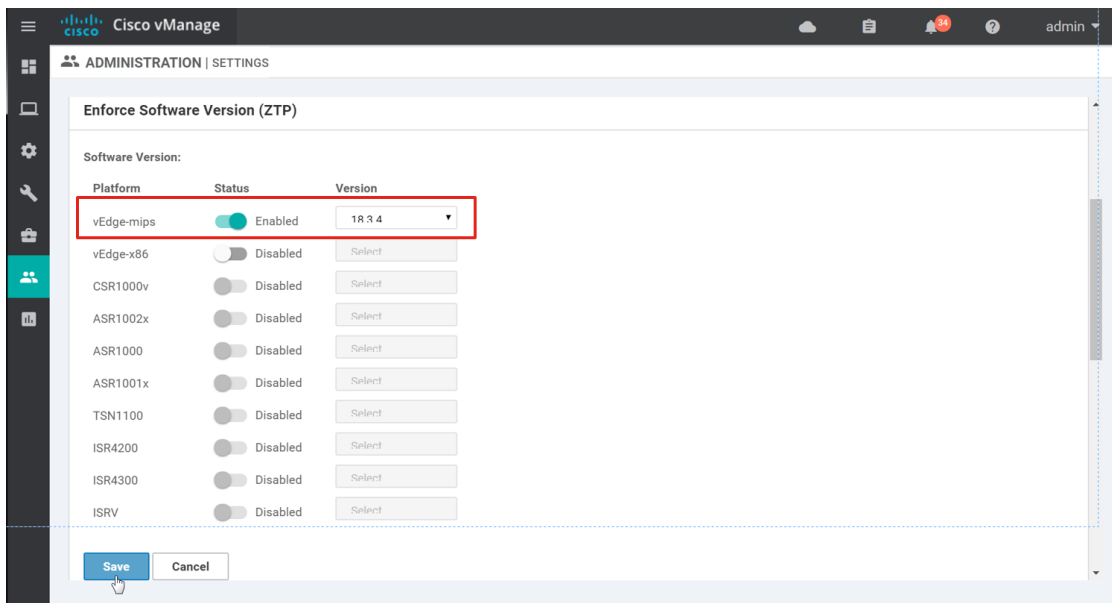 cisco Cisco vManage 34 admin
ADMINISTRATION | SETTINGS
Enforce Software Version (ZTP)
Software Version:
Platform Status Version
vEdge-mips Enabled 18.3.4
vEdge-x86 Disabled Select
CSR1000v Disabled Select
ASR1002x Disabled Select
ASR1000 Disabled Select
ASR1001x Disabled Select
TSN1100 Disabled Select
ISR4200 Disabled Select
ISR4300 Disabled Select
ISRV Disabled Select
Save Cancel